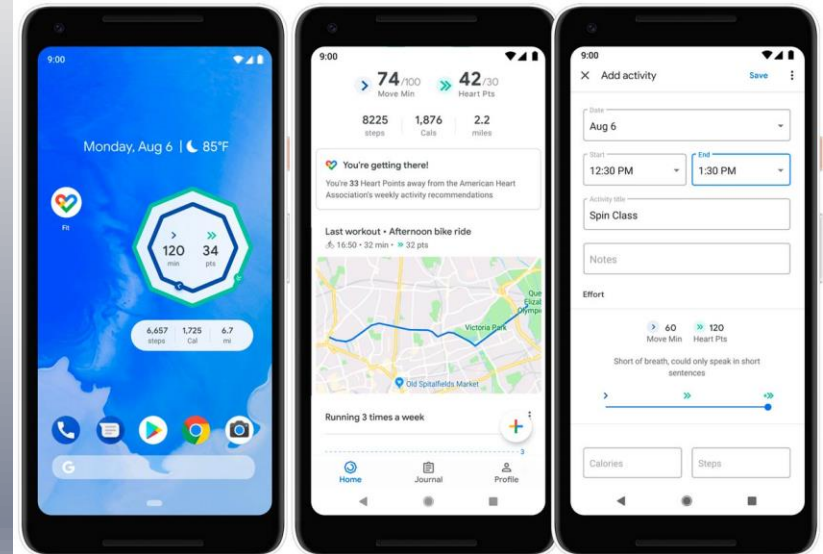 9:00
Monday, Aug 6 | 85°F
Fit
120 34
min pts
6,657 1,725 6.7
steps Cal mi
G
9:00
74/100 42/30
Move Min Heart Pts
8225 1,876 2.2
steps Cals miles
You're getting there!
You're 33 Heart Points away from the American Heart
Association's weekly activity recommendations
Last workout • Afternoon bike ride
16:50 • 32 min • 32 pts
Que
Elizab
Olympi
Victoria Park
Old Spitalfields Market
Running 3 times a week
3
Home Journal Profile
9:00
Add activity Save
Date
Aug 6
Start End
12:30 PM 1:30 PM
Activity title
Spin Class
Notes
Effort
60 120
Move Min Heart Pts
Short of breath, could only speak in short
sentences
Calories Steps